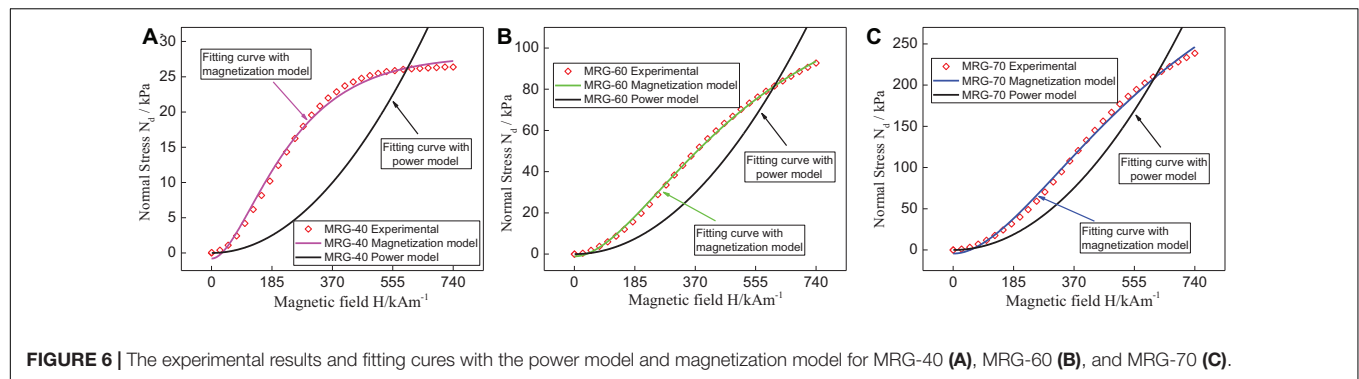 A
30
25
20
15
10
5
0
Normal Stress N_d / kPa
Fitting curve with
magnetization model
Fitting curve with
power model
MRG-40 Experimental
MRG-40 Magnetization model
MRG-40 Power model
0 185 370 555 740
Magnetic field H/kAm⁻¹
B
100
80
60
40
20
0
Normal Stress N_d / kPa
MRG-60 Experimental
MRG-60 Magnetization model
MRG-60 Power model
Fitting curve with
power model
Fitting curve with
magnetization model
0 185 370 555 740
Magnetic field H/kAm⁻¹
C
250
200
150
100
50
0
Normal Stress N_d / kPa
MRG-70 Experimental
MRG-70 Magnetization model
MRG-70 Power model
Fitting curve with
power model
Fitting curve with
magnetization model
0 185 370 555 740
Magnetic field H/kAm⁻¹
FIGURE 6 | The experimental results and fitting cures with the power model and magnetization model for MRG-40 (A), MRG-60 (B), and MRG-70 (C).